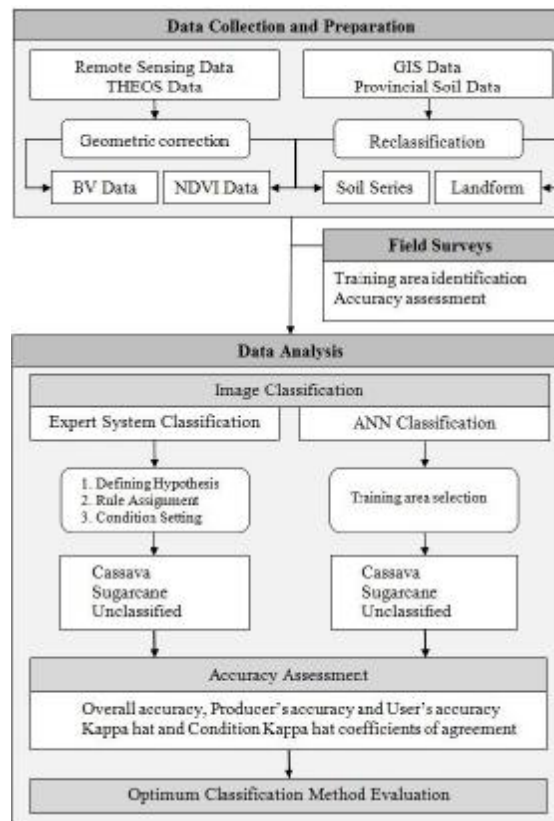 Data Collection and Preparation
Remote Sensing Data
THEOS Data
GIS Data
Provincial Soil Data
Geometric correction
Reclassification
BV Data
NDVI Data
Soil Series
Landform
Field Surveys
Training area identification
Accuracy assessment
Data Analysis
Image Classification
Expert System Classification
ANN Classification
1. Defining Hypothesis
2. Rule Assignment
3. Condition Setting
Training area selection
Cassava
Sugarcane
Unclassified
Cassava
Sugarcane
Unclassified
Accuracy Assessment
Overall accuracy, Producer's accuracy and User's accuracy
Kappa hat and Condition Kappa hat coefficients of agreement
Optimum Classification Method Evaluation